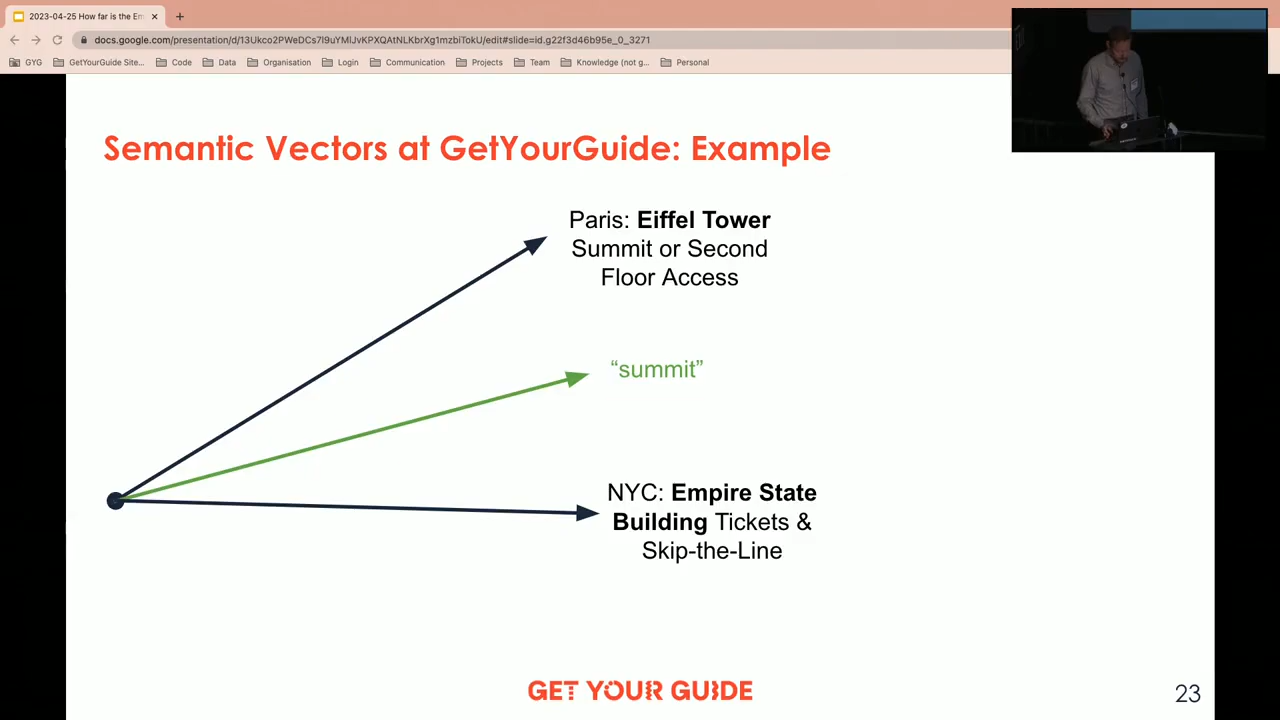 2023-04-25 How far is the Em
docs.google.com/presentation/d/13Ukco2PWeDCs7I9uYMlJvKPXQAtNLKbrXg1mzbiTokU/edit#slide=id.g22f3d46b95e_0_3271
GYG
GetYourGuide Site...
Code
Data
Organisation
Login
Communication
Projects
Team
Knowledge (not g...
Personal
Semantic Vectors at GetYourGuide: Example
Paris: Eiffel Tower
Summit or Second
Floor Access
“summit”
NYC: Empire State
Building Tickets &
Skip-the-Line
GET YOUR GUIDE
23